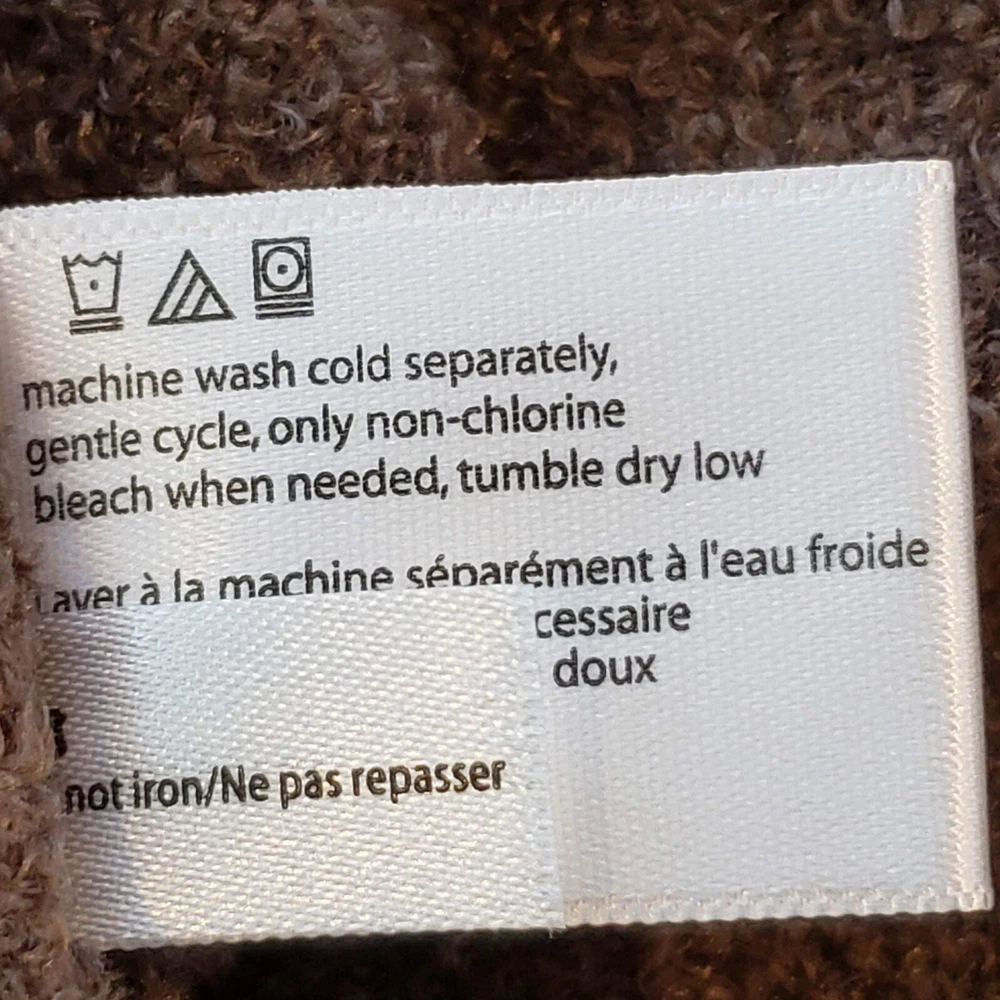 machine wash cold separately,
gentle cycle, only non-chlorine
bleach when needed, tumble dry low
Laver à la machine séparément à l'eau froide
cessaire
doux
not iron/Ne pas repasser